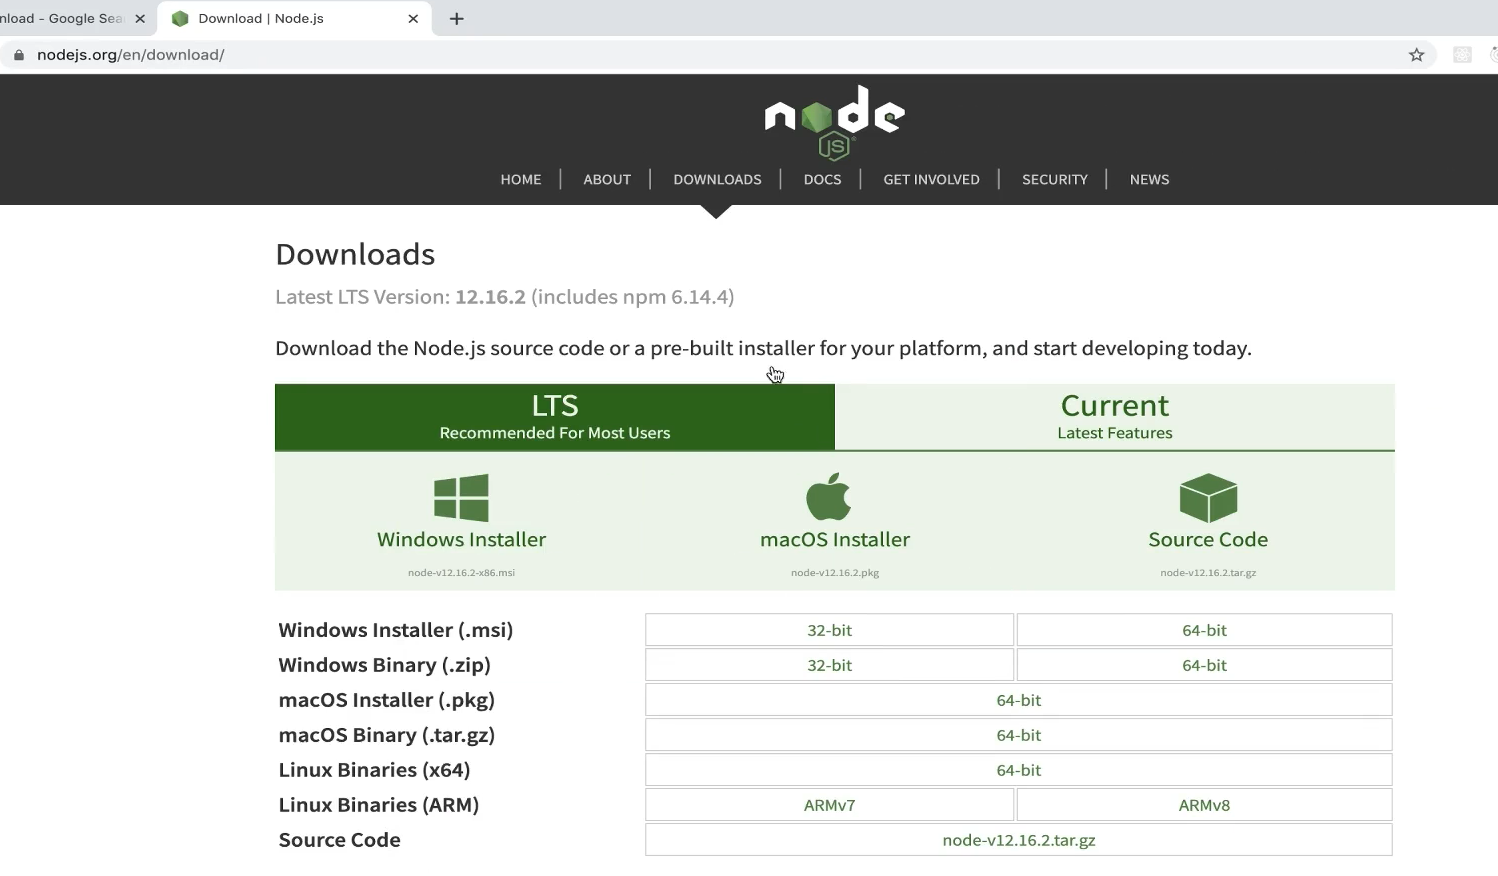 nload - Google Sea
Download | Node.js
nodejs.org/en/download/
node
JS
HOME | ABOUT | DOWNLOADS | DOCS | GET INVOLVED | SECURITY | NEWS
Downloads
Latest LTS Version: 12.16.2 (includes npm 6.14.4)
Download the Node.js source code or a pre-built installer for your platform, and start developing today.
LTS
Recommended For Most Users
Current
Latest Features
Windows Installer
node-v12.16.2-x86.msi
macOS Installer
node-v12.16.2.pkg
Source Code
node-v12.16.2.tar.gz
Windows Installer (.msi) 32-bit 64-bit
Windows Binary (.zip) 32-bit 64-bit
macOS Installer (.pkg) 64-bit
macOS Binary (.tar.gz) 64-bit
Linux Binaries (x64) 64-bit
Linux Binaries (ARM) ARMv7 ARMv8
Source Code node-v12.16.2.tar.gz